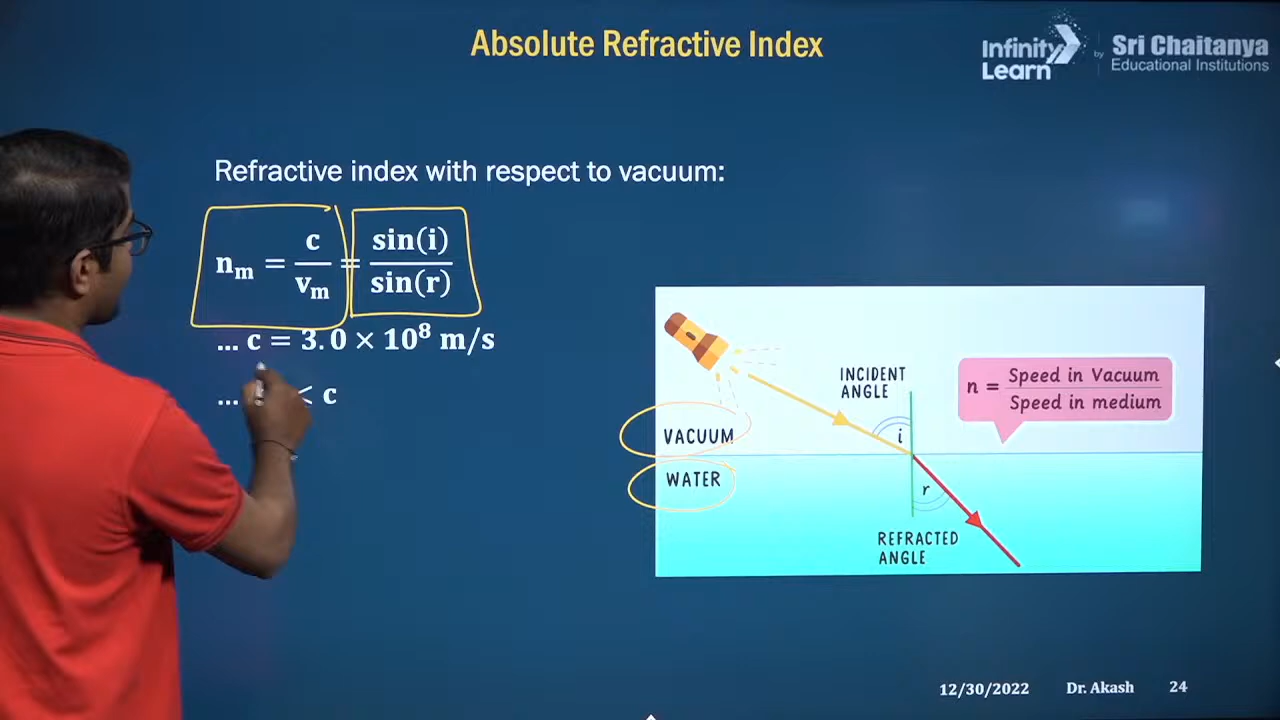 Absolute Refractive Index
Infinity Learn
by
Sri Chaitanya
Educational Institutions
Refractive index with respect to vacuum:
n_m = c/v_m = sin(i)/sin(r)
... c = 3.0 × 10⁸ m/s
... < c
INCIDENT
ANGLE
n = Speed in Vacuum / Speed in medium
i
VACUUM
WATER
r
REFRACTED
ANGLE
12/30/2022 Dr. Akash 24